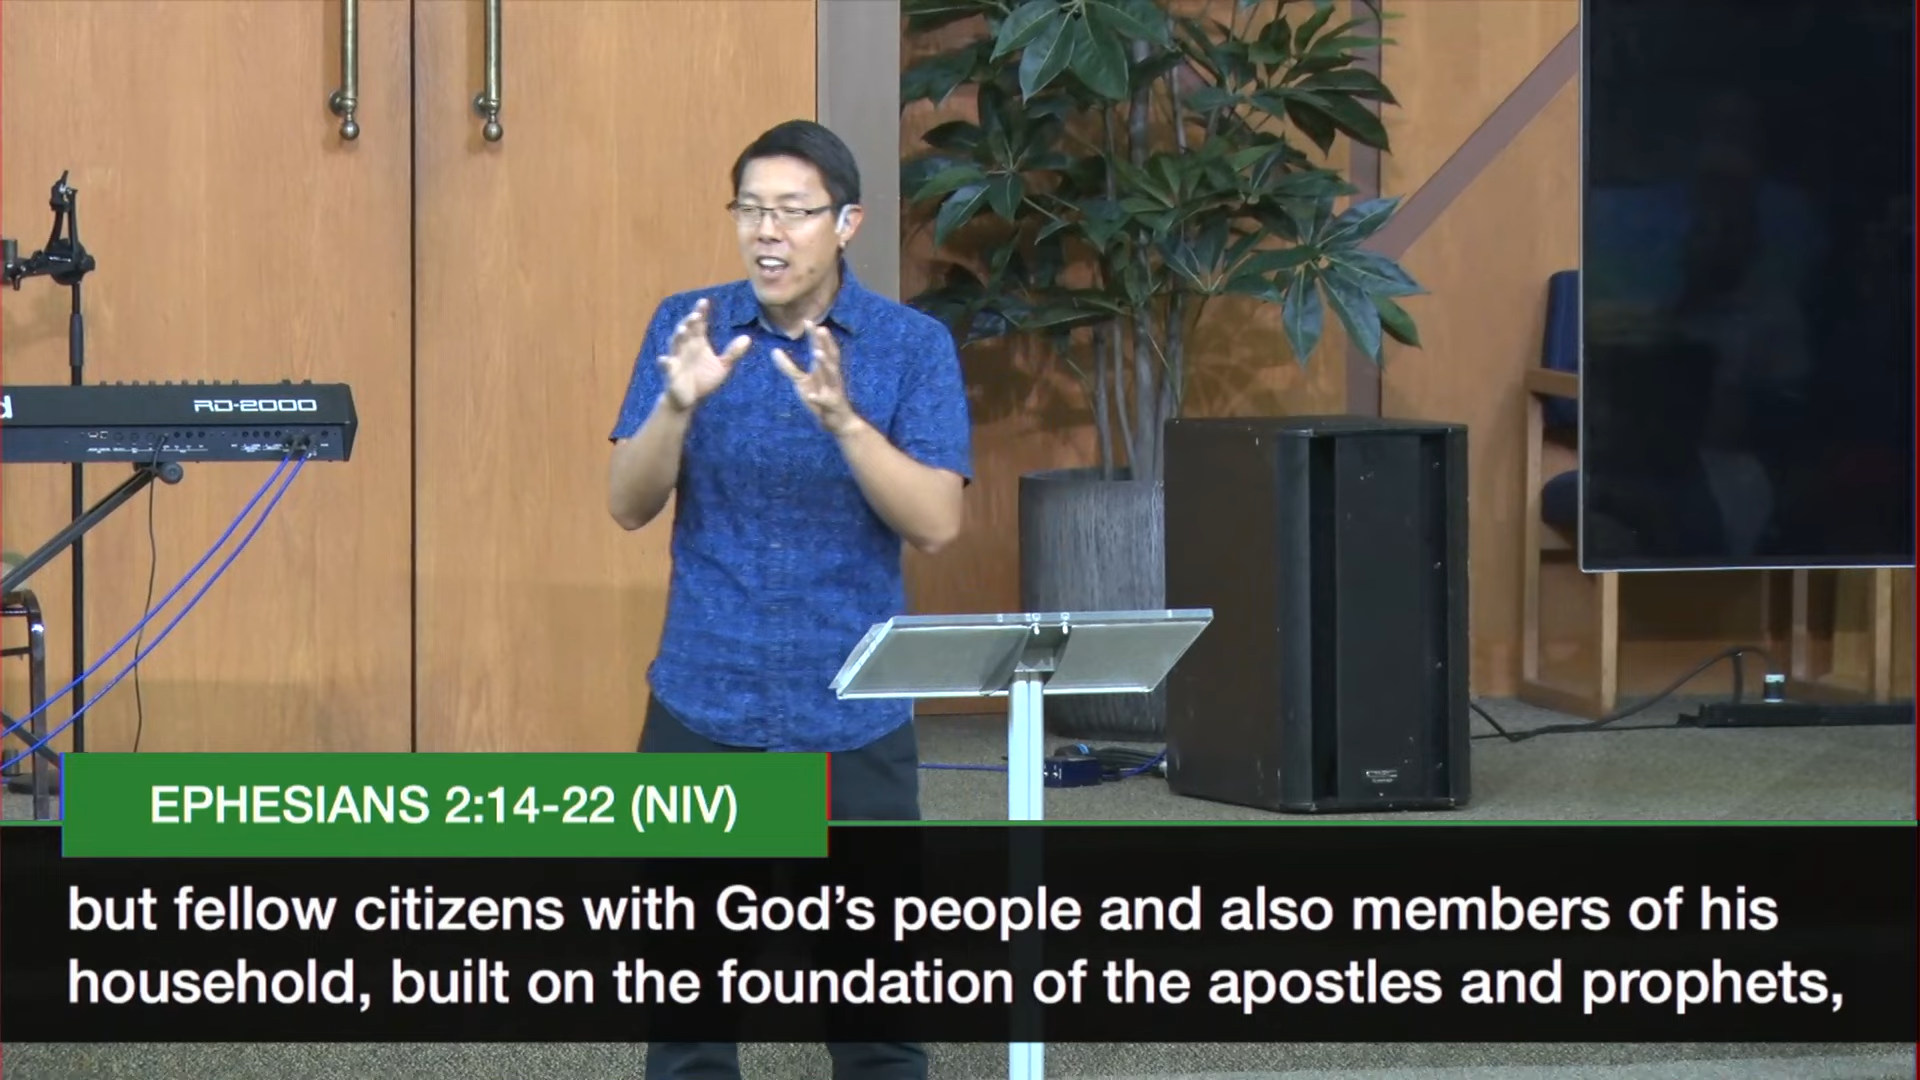 RD-2000
EPHESIANS 2:14-22 (NIV)
but fellow citizens with God’s people and also members of his
household, built on the foundation of the apostles and prophets,